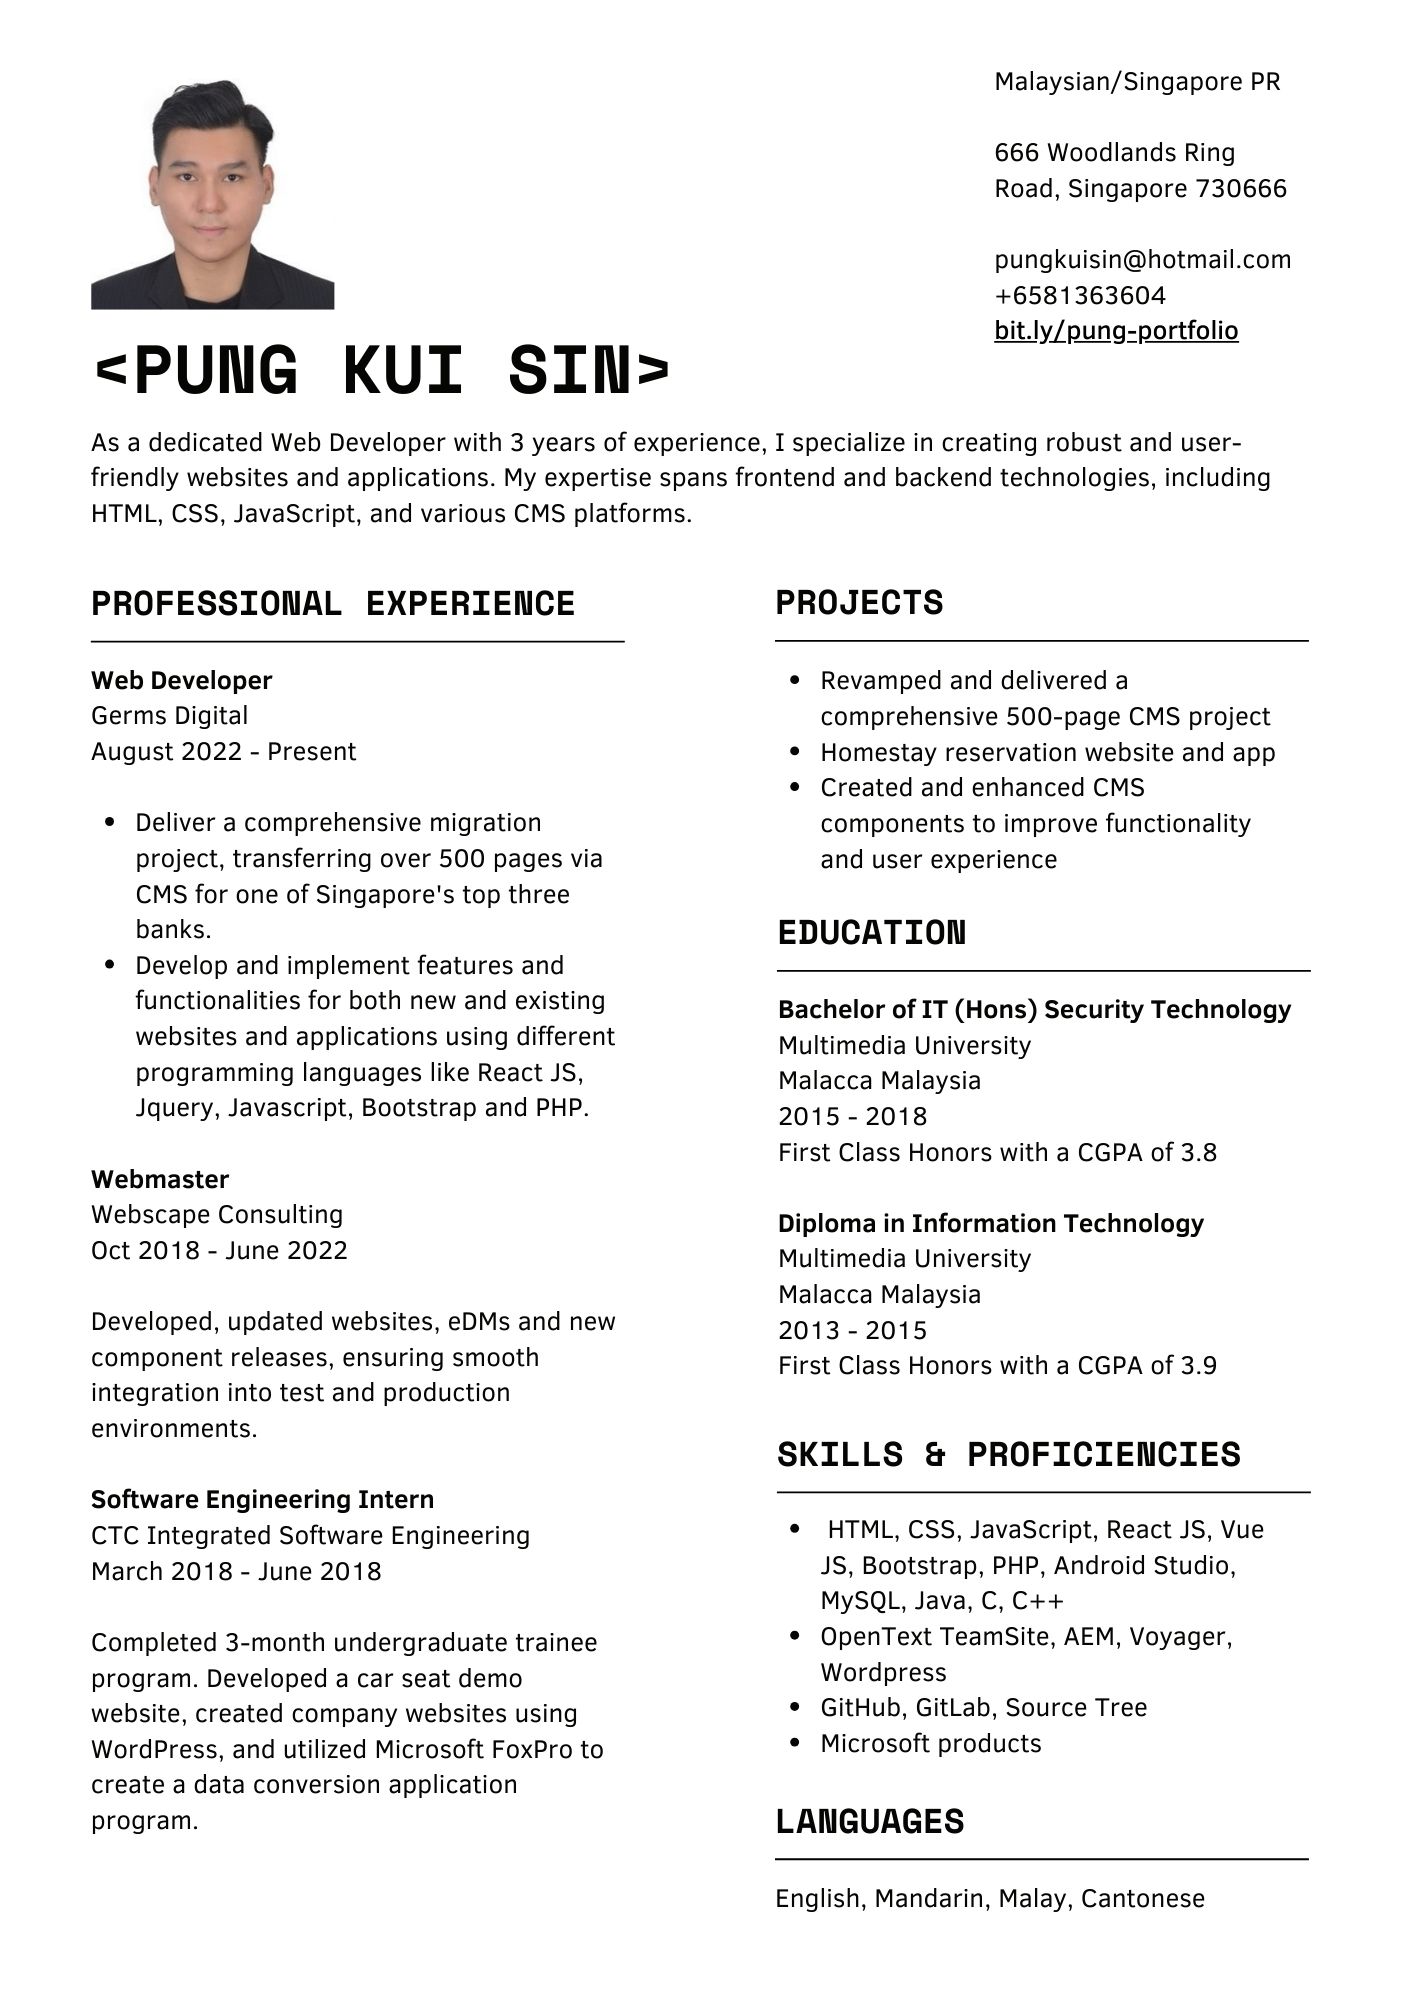 Malaysian/Singapore PR
666 Woodlands Ring
Road, Singapore 730666
pungkuisin@hotmail.com
+6581363604
bit.ly/pung-portfolio
<PUNG KUI SIN>
As a dedicated Web Developer with 3 years of experience, I specialize in creating robust and user-
friendly websites and applications. My expertise spans frontend and backend technologies, including
HTML, CSS, JavaScript, and various CMS platforms.
PROFESSIONAL EXPERIENCE
Web Developer
Germs Digital
August 2022 - Present
• Deliver a comprehensive migration
project, transferring over 500 pages via
CMS for one of Singapore's top three
banks.
• Develop and implement features and
functionalities for both new and existing
websites and applications using different
programming languages like React JS,
Jquery, Javascript, Bootstrap and PHP.
Webmaster
Webscape Consulting
Oct 2018 - June 2022
Developed, updated websites, eDMs and new
component releases, ensuring smooth
integration into test and production
environments.
Software Engineering Intern
CTC Integrated Software Engineering
March 2018 - June 2018
Completed 3-month undergraduate trainee
program. Developed a car seat demo
website, created company websites using
WordPress, and utilized Microsoft FoxPro to
create a data conversion application
program.
PROJECTS
• Revamped and delivered a
comprehensive 500-page CMS project
• Homestay reservation website and app
• Created and enhanced CMS
components to improve functionality
and user experience
EDUCATION
Bachelor of IT (Hons) Security Technology
Multimedia University
Malacca Malaysia
2015 - 2018
First Class Honors with a CGPA of 3.8
Diploma in Information Technology
Multimedia University
Malacca Malaysia
2013 - 2015
First Class Honors with a CGPA of 3.9
SKILLS & PROFICIENCIES
• HTML, CSS, JavaScript, React JS, Vue
JS, Bootstrap, PHP, Android Studio,
MySQL, Java, C, C++
• OpenText TeamSite, AEM, Voyager,
Wordpress
• GitHub, GitLab, Source Tree
• Microsoft products
LANGUAGES
English, Mandarin, Malay, Cantonese